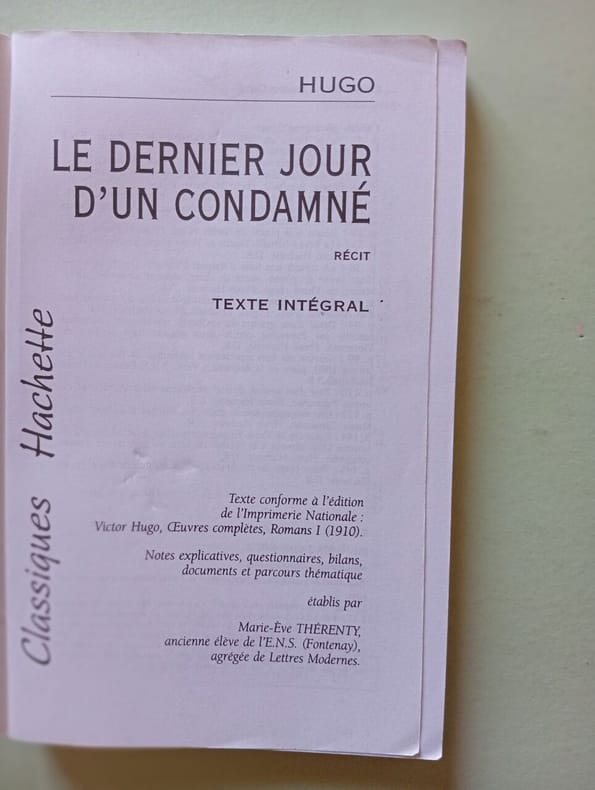 HUGO
LE DERNIER JOUR
D'UN CONDAMNÉ
RÉCIT
TEXTE INTÉGRAL
Classiques Hachette
Texte conforme à l'édition
de l'Imprimerie Nationale :
Victor Hugo, Œuvres complètes, Romans I (1910).
Notes explicatives, questionnaires, bilans,
documents et parcours thématique
établis par
Marie-Ève THÉRENTY,
ancienne élève de l'E.N.S. (Fontenay),
agrégée de Lettres Modernes.